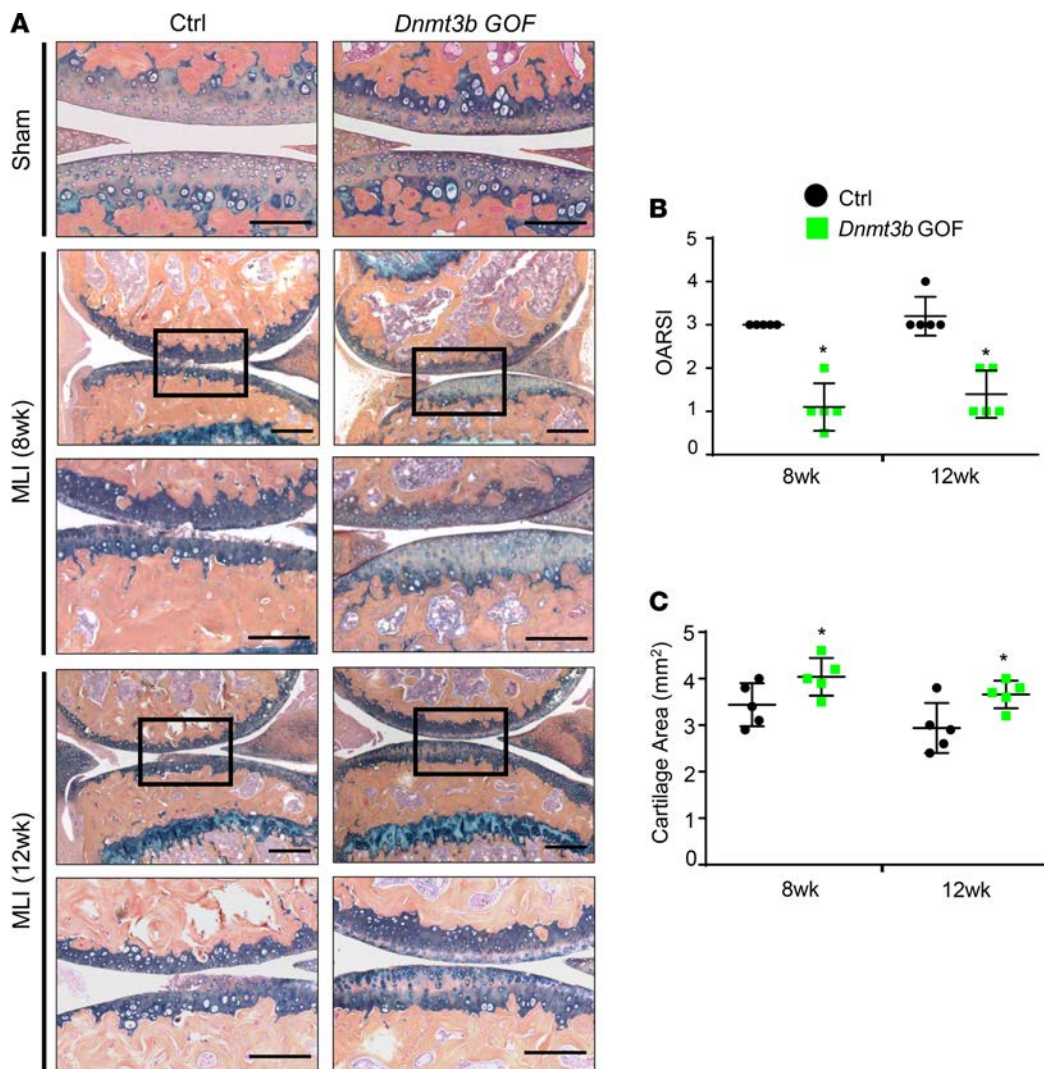 A
Ctrl
Dnmt3b GOF
Sham
MLI (8wk)
MLI (12wk)
B
Ctrl
Dnmt3b GOF
OARSI
5
4
3
2
1
0
*
*
8wk
12wk
C
Cartilage Area (mm²)
5
4
3
2
1
0
*
*
8wk
12wk